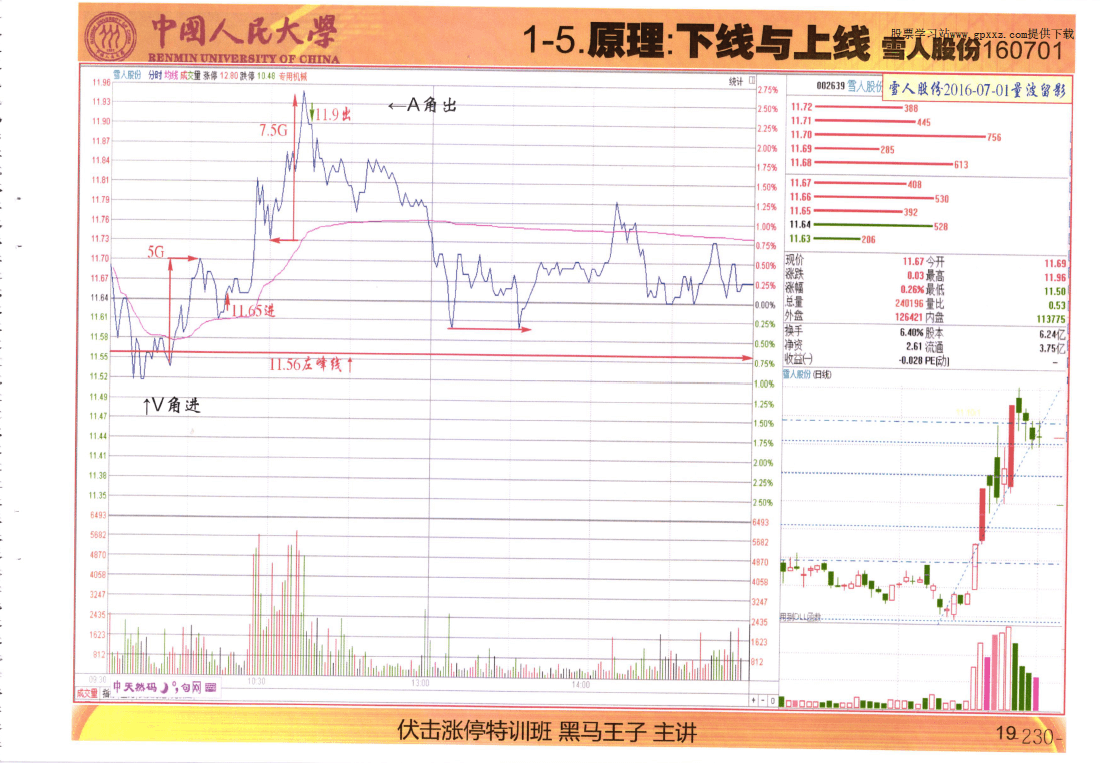 中國人民大學
RENMIN UNIVERSITY OF CHINA
1-5.原理:下线与上线 雪人股份160701
股票学习站www.gpxxz.com提供下载
雪人股份 分时 均线 成交量 涨停 12.80 跌停 10.48 专用机械
统计
002639 雪人股份
雪人股份2016-07-01量波留影
11.96
11.93
11.90
11.87
11.84
11.81
11.79
11.76
11.73
11.70
11.67
11.64
11.61
11.58
11.55
11.52
11.49
11.47
11.44
11.41
11.38
11.35
6493
5682
4870
4058
3247
2435
1623
812
←A角出
11.9出
7.5G
5G
11.65进
11.56左峰线↑
↑V角进
2.75%
2.50%
2.25%
2.00%
1.75%
1.50%
1.25%
1.00%
0.75%
0.50%
0.25%
0.00%
0.25%
0.50%
0.75%
1.00%
1.25%
1.50%
1.75%
2.00%
2.25%
2.50%
6493
5682
4870
4058
3247
2435
1623
812
11.72 388
11.71 445
11.70 756
11.69 285
11.68 613
11.67 408
11.66 530
11.65 392
11.64 528
11.63 206
现价 11.67 今开 11.69
涨跌 0.03 最高 11.96
涨幅 0.26% 最低 11.50
总量 240196 量比 0.53
外盘 126421 内盘 113775
换手 6.40% 股本 6.24亿
净资 2.61 流通 3.75亿
收益(一) -0.028 PE[动] –
雪人股份 (日线)
用别DLL函数
09:30 10:30 13:00 14:00
中天然码
成交量 指
伏击涨停特训班 黑马王子 主讲
19
-230-